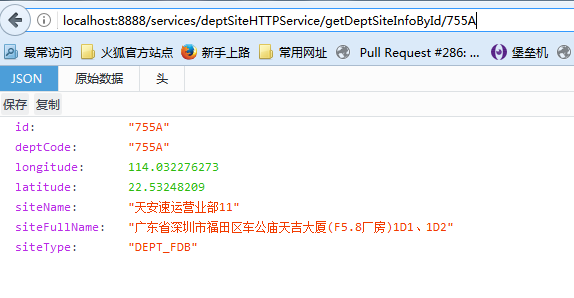 localhost:8888/services/deptSiteHTTPService/getDeptSiteInfoById/755A
最常访问 火狐官方站点 新手上路 常用网址 Pull Request #286: ... 堡垒机
JSON 原始数据 头
保存 复制
id: "755A"
deptCode: "755A"
longitude: 114.032276273
latitude: 22.53248209
siteName: "天安速运营业部11"
siteFullName: "广东省深圳市福田区车公庙天吉大厦(F5.8厂房)1D1、1D2"
siteType: "DEPT_FDB"